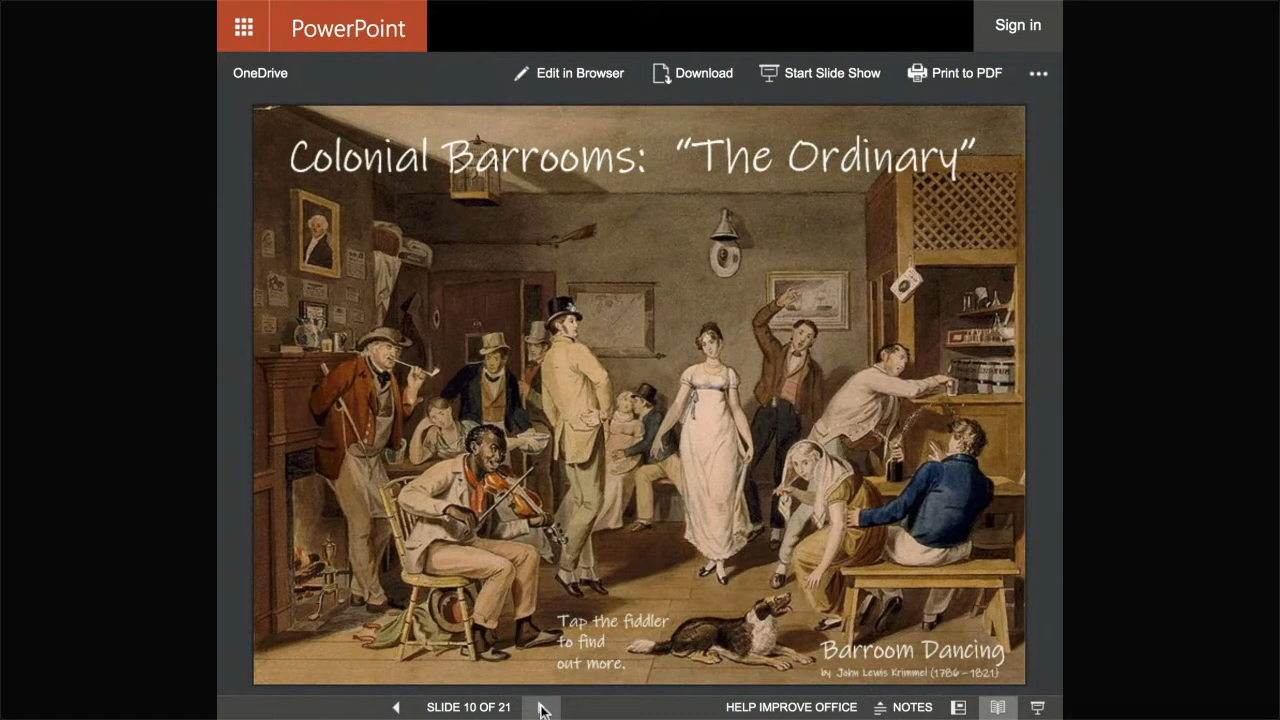 PowerPoint
Sign in
OneDrive
Edit in Browser
Download
Start Slide Show
Print to PDF
Colonial Barrooms: “The Ordinary”
Tap the fiddler
to find
out more.
Barroom Dancing
by John Lewis Krimmel (1786 - 1821)
SLIDE 10 OF 21
HELP IMPROVE OFFICE
NOTES